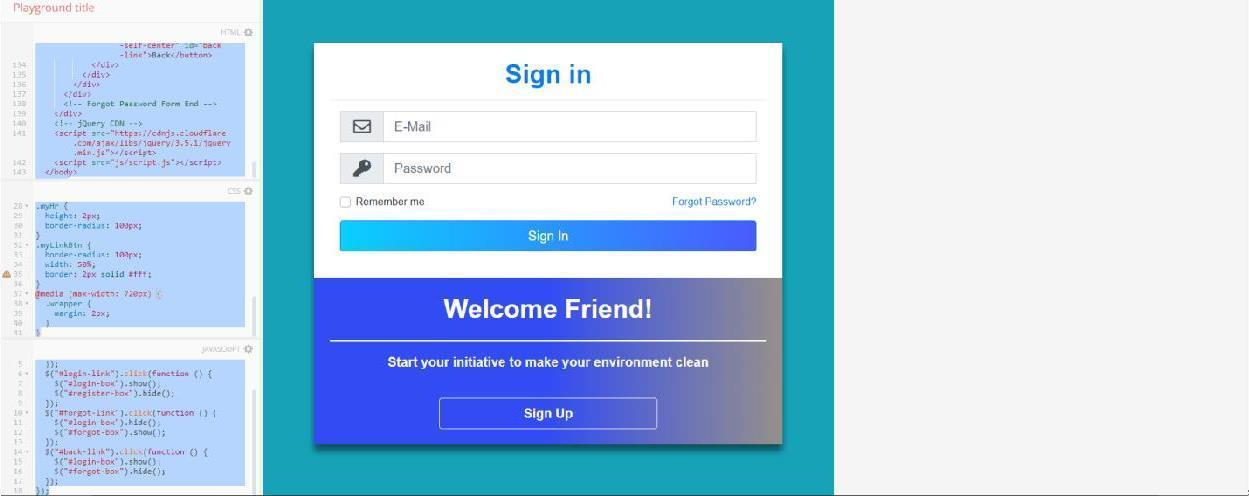 Playground title
HTML
-self-center" id="back
-link">Back</button>
134 </div>
135 </div>
136 </div>
137 </div>
138 <!-- Forgot Password Form End -->
139 </div>
140 <!-- jQuery CDN -->
141 <script src="https://cdnjs.cloudflare
.com/ajax/libs/jquery/3.5.1/jquery
.min.js"></script>
142 <script src="js/script.js"></script>
143 </body>
CSS
28 .myHr {
29 height: 2px;
30 border-radius: 100px;
31 }
32 .myLinkBtn {
33 border-radius: 100px;
34 width: 50%;
35 border: 2px solid #fff;
36 }
37 @media (max-width: 720px) {
38 .wrapper {
39 margin: 2px;
40 }
41 }
JAVASCRIPT
5 });
6 $("#login-link").click(function () {
7 $("#login-box").show();
8 $("#register-box").hide();
9 });
10 $("#forgot-link").click(function () {
11 $("#login-box").hide();
12 $("#forgot-box").show();
13 });
14 $("#back-link").click(function () {
15 $("#login-box").show();
16 $("#forgot-box").hide();
17 });
18 });
Sign in
E-Mail
Password
Remember me
Forgot Password?
Sign In
Welcome Friend!
Start your initiative to make your environment clean
Sign Up